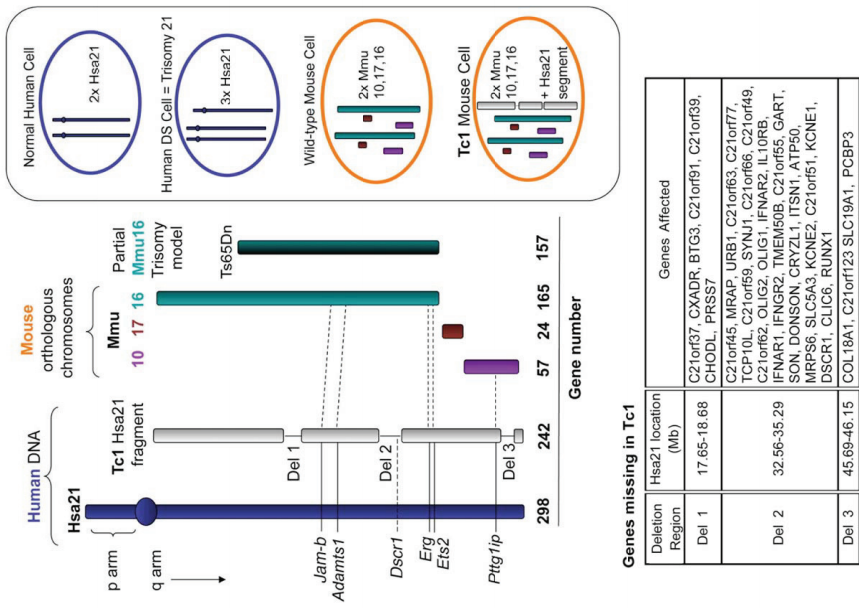 Human DNA
Hsa21
Tc1 Hsa21
fragment
Mouse
orthologous
chromosomes
Mmu
10 17 16
Partial
Mmu16
Trisomy
model
Ts65Dn
p arm
q arm
Del 1
Del 2
Del 3
Jam-b
Adamts1
Dscr1
Erg
Ets2
Pttg1ip
298
242
57
24
165
157
Gene number
Normal Human Cell
2x Hsa21
Human DS Cell = Trisomy 21
3x Hsa21
Wild-type Mouse Cell
2x Mmu
10,17,16
Tc1 Mouse Cell
2x Mmu
10,17,16
+ Hsa21
segment
Genes missing in Tc1
Deletion
Region
Hsa21 location
(Mb)
Genes Affected
Del 1
17.65-18.68
C21orf37, CXADR, BTG3, C21orf91, C21orf39,
CHODL, PRSS7
Del 2
32.56-35.29
C21orf45, MRAP, URB1, C21orf63, C21orf77,
TCP10L, C21orf59, SYNJ1, C21orf66, C21orf49,
C21orf62, OLIG2, OLIG1, IFNAR2, IL10RB,
IFNAR1, IFNGR2, TMEM50B, C21orf55, GART,
SON, DONSON, CRYZL1, ITSN1, ATP50,
MRPS6, SLC5A3, KCNE2, C21orf51, KCNE1,
DSCR1, CLIC6, RUNX1
Del 3
45.69-46.15
COL18A1, C21orf123 SLC19A1, PCBP3